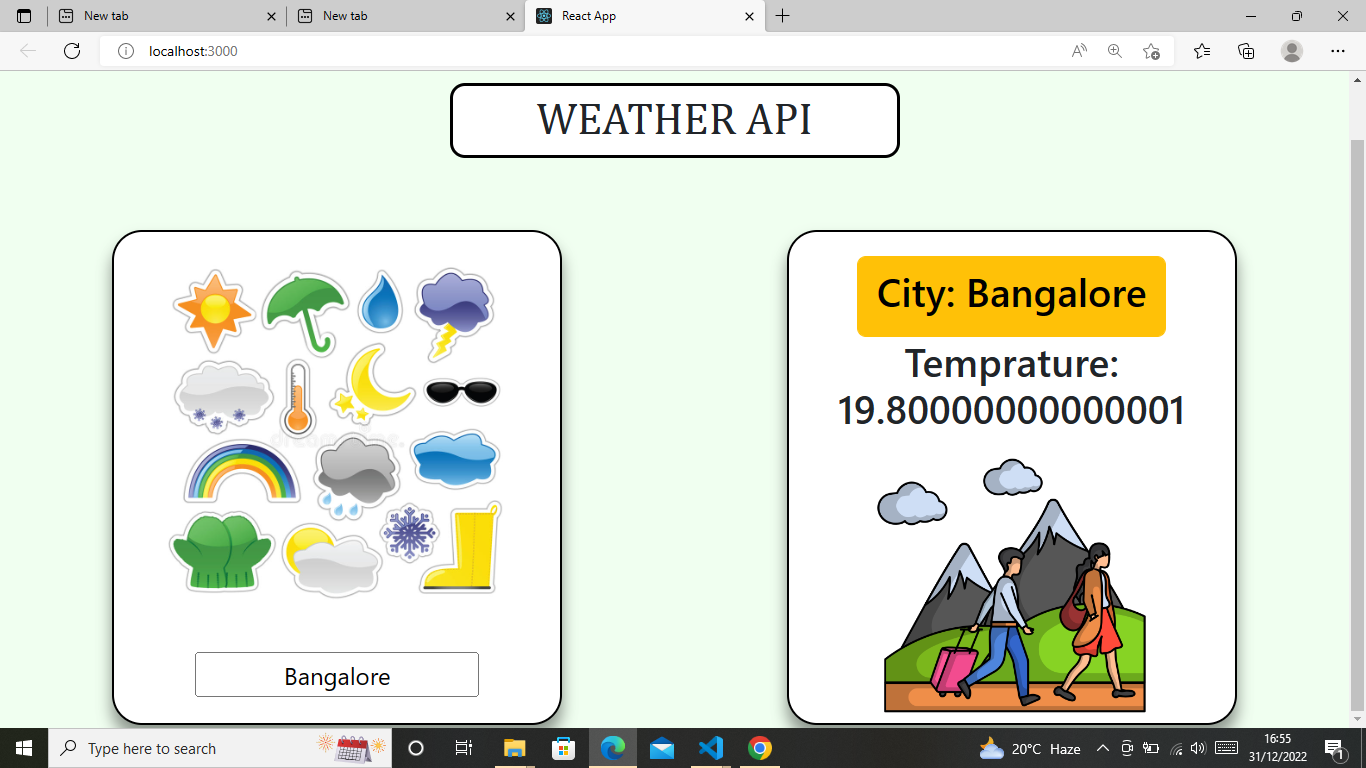 New tab
New tab
React App
localhost:3000
WEATHER API
Bangalore
City: Bangalore
Temprature:
19.80000000000001
Type here to search
20°C Haze
16:55
31/12/2022
1